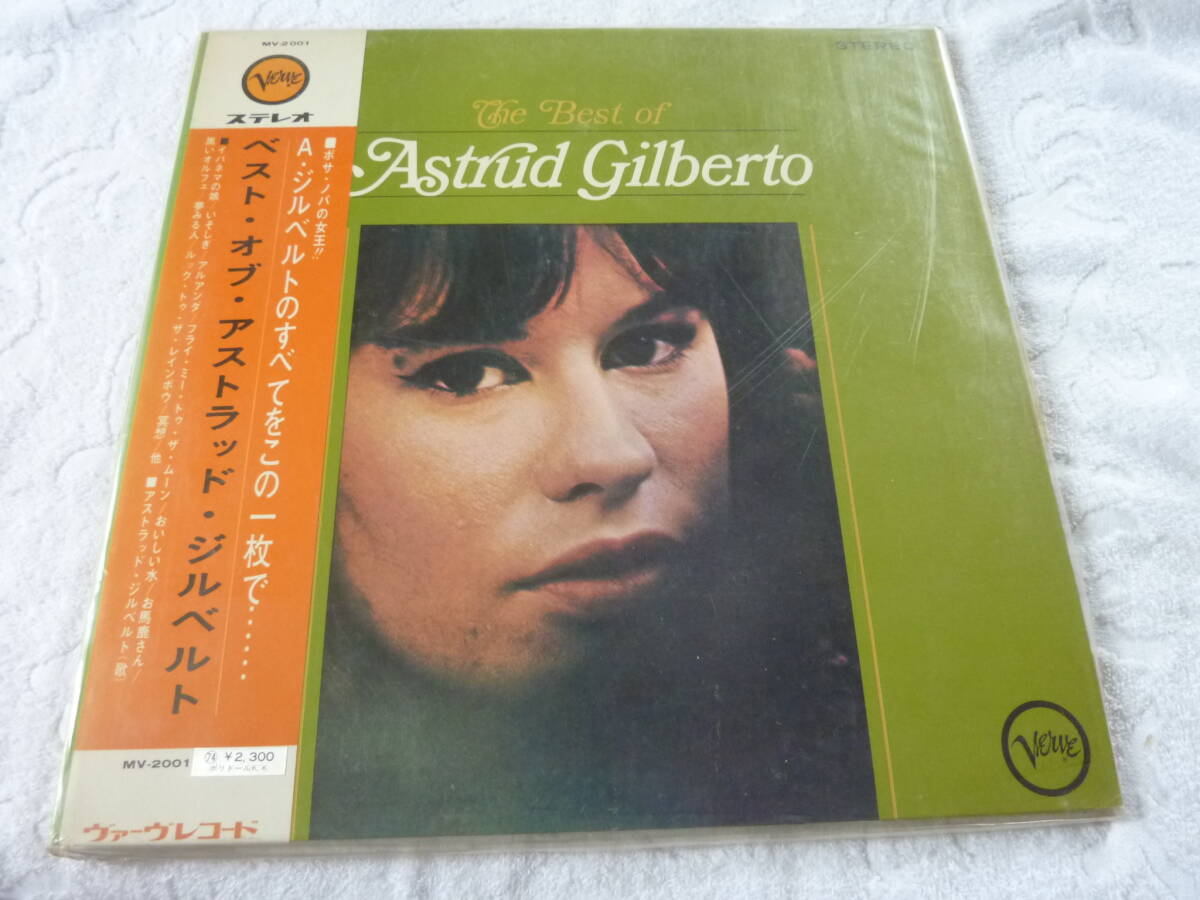 MV-2001
Verve
ステレオ
■ボサ・ノバの女王!!
A・ジルベルトのすべてをこの一枚で……
ベスト・オブ・アストラッド・ジルベルト
■イパネマの娘/いそしぎ/アルアンダ/フライ・ミー・トゥ・ザ・ムーン/おいしい水/お馬鹿さん/
黒いオルフェ/夢みる人/ルック・トゥ・ザ・レインボウ/冥想/他 ■アストラッド・ジルベルト(歌)
MV-2001
74 ¥2,300
ポリドールK.K.
ヴァーヴレコード
STEREO
The Best of
Astrud Gilberto
Verve